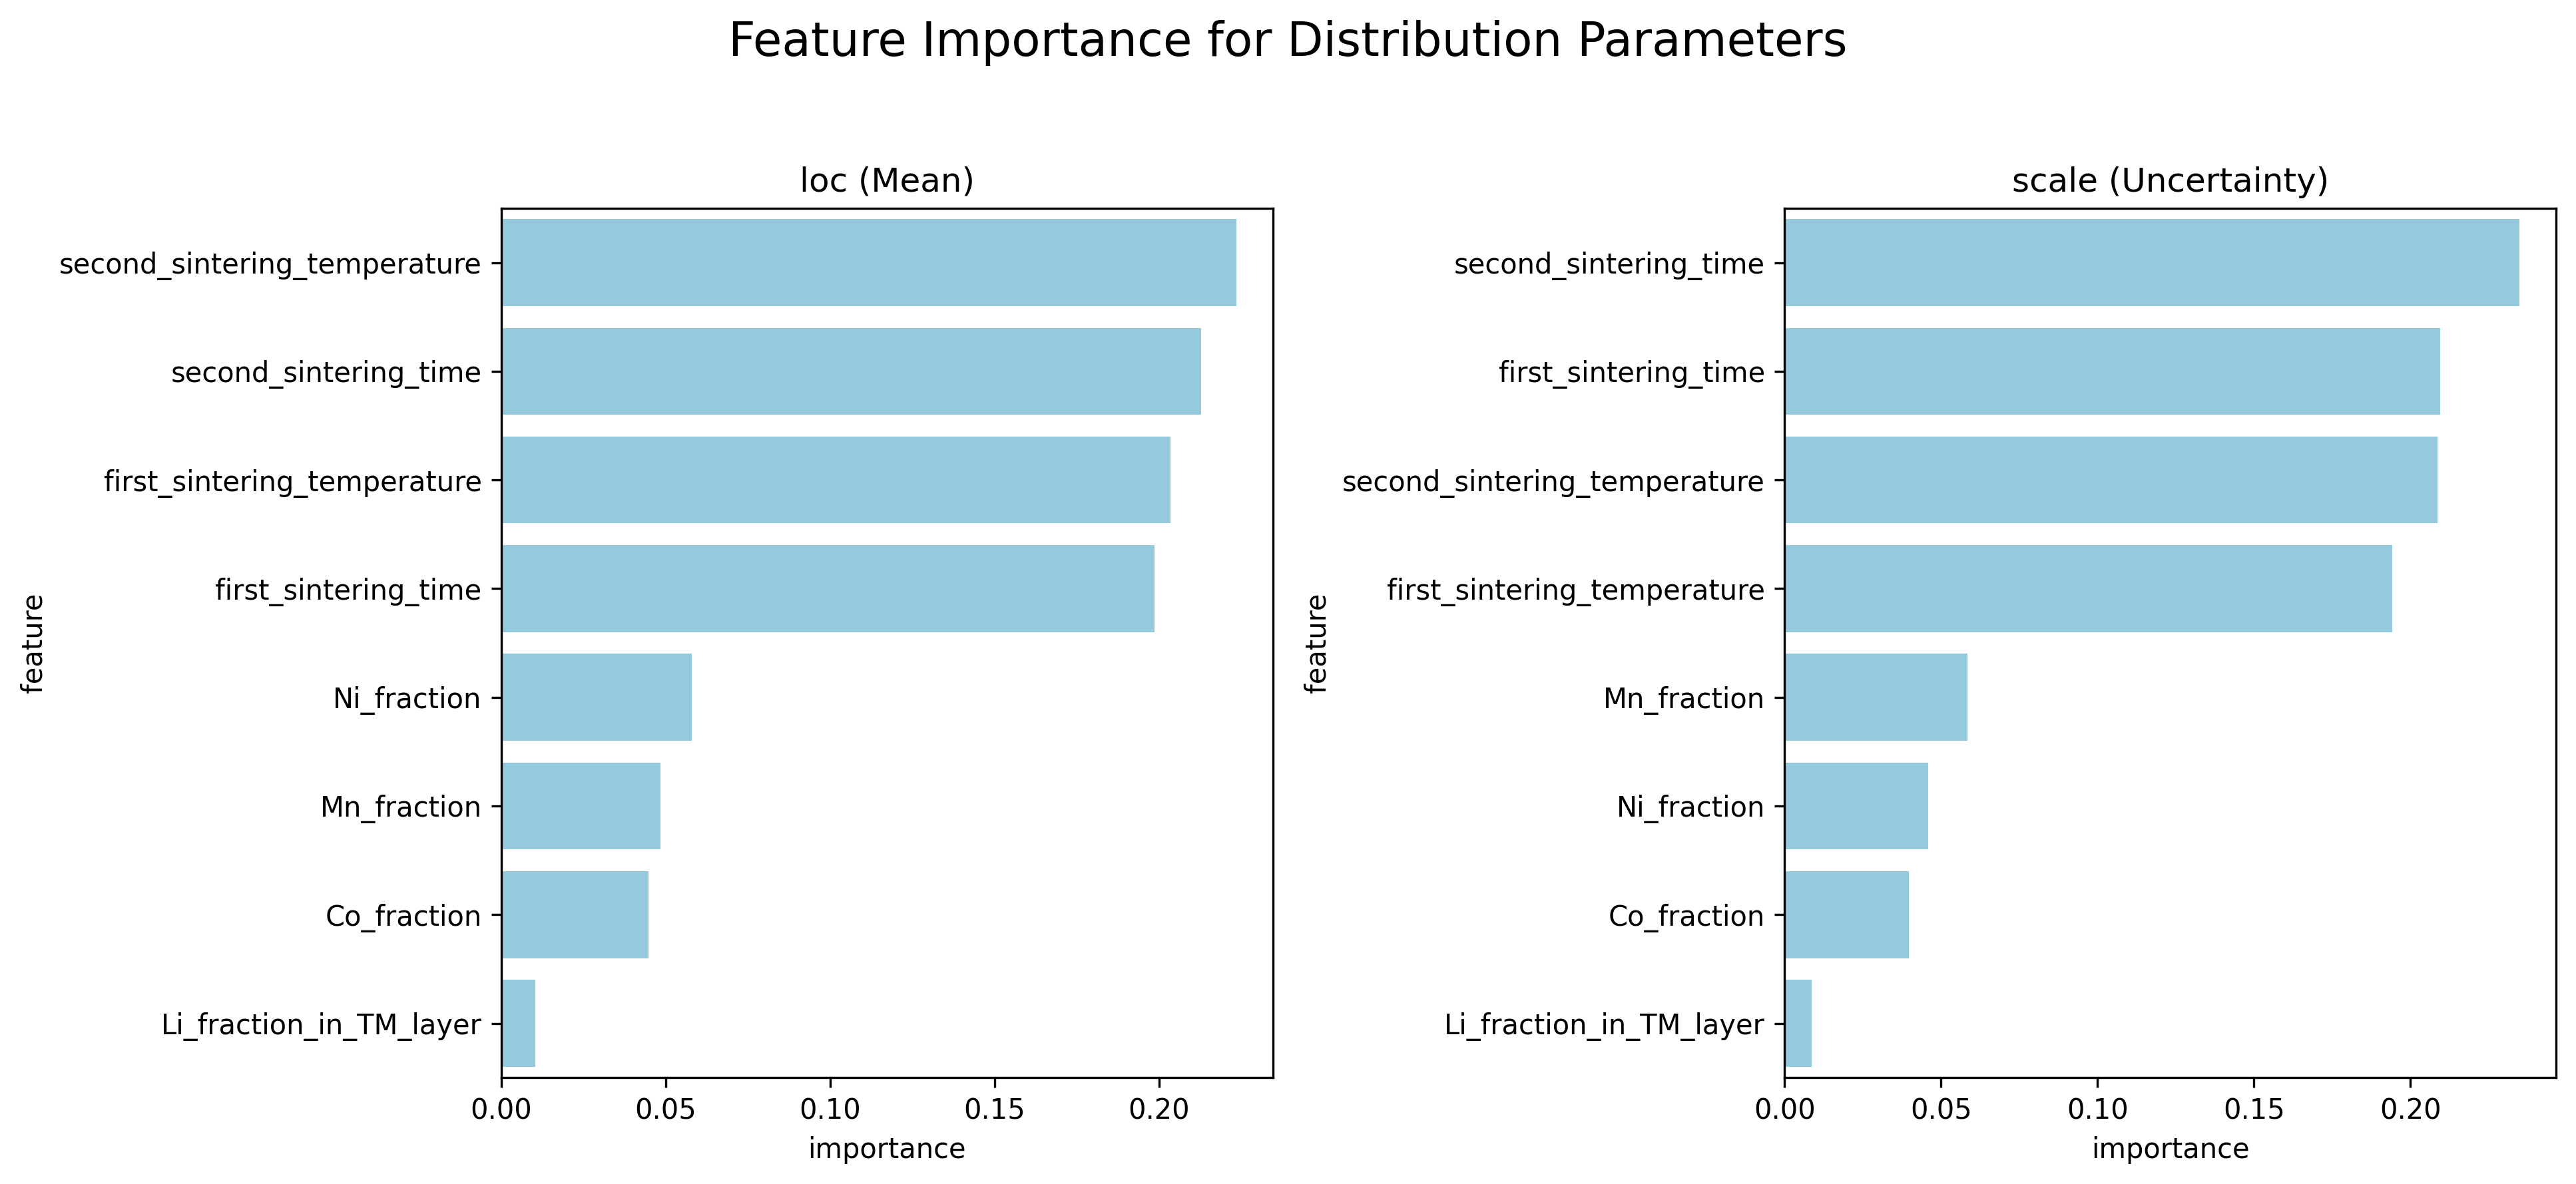 Feature Importance for Distribution Parameters
loc (Mean)
second_sintering_temperature
second_sintering_time
first_sintering_temperature
first_sintering_time
Ni_fraction
Mn_fraction
Co_fraction
Li_fraction_in_TM_layer
feature
0.00 0.05 0.10 0.15 0.20
importance
scale (Uncertainty)
second_sintering_time
first_sintering_time
second_sintering_temperature
first_sintering_temperature
Mn_fraction
Ni_fraction
Co_fraction
Li_fraction_in_TM_layer
feature
0.00 0.05 0.10 0.15 0.20
importance